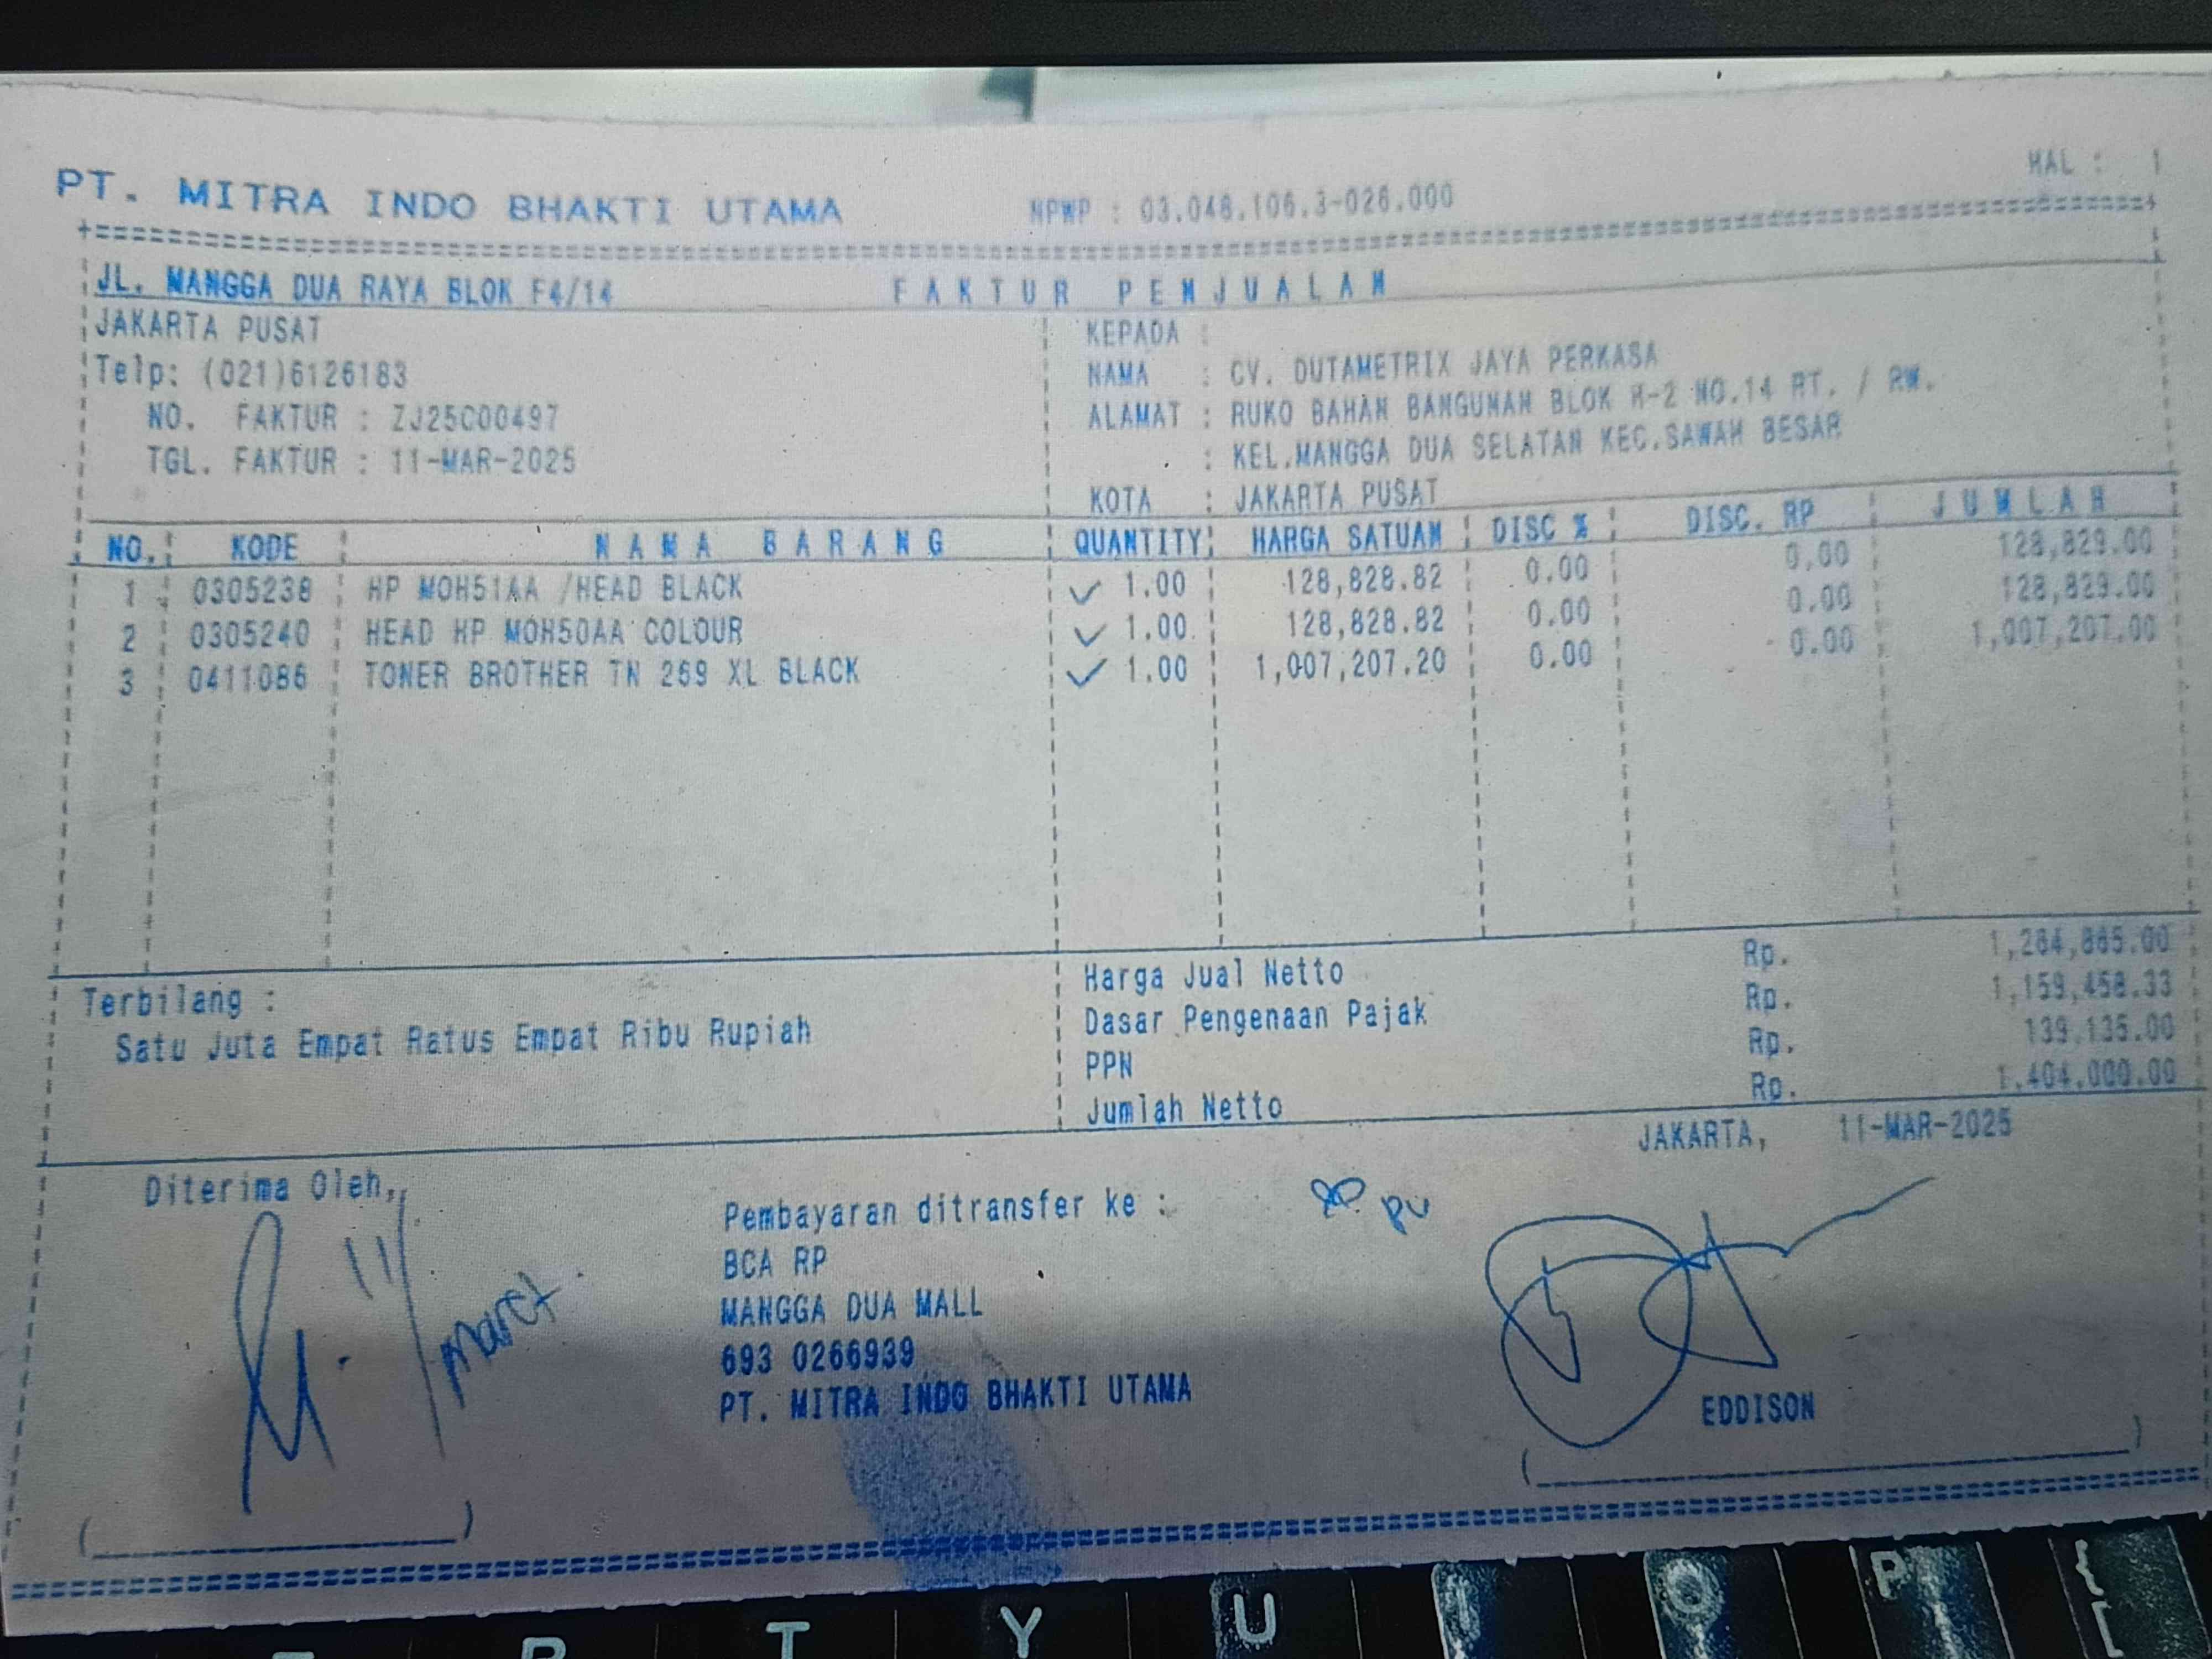 PT. MITRA INDO BHAKTI UTAMA NPWP : 03.048.106.3-026.000 HAL : 1
JL. MANGGA DUA RAYA BLOK F4/14 FAKTUR PENJUALAN
JAKARTA PUSAT KEPADA :
Telp: (021)6126183 NAMA : CV. DUTAMETRIX JAYA PERKASA
NO. FAKTUR : ZJ25C00497 ALAMAT : RUKO BAHAN BANGUNAN BLOK H-2 NO.14 RT. / RW.
TGL. FAKTUR : 11-MAR-2025 : KEL.MANGGA DUA SELATAN KEC.SAWAH BESAR
KOTA : JAKARTA PUSAT
NO. KODE NAMA BARANG QUANTITY HARGA SATUAN DISC % DISC. RP JUMLAH
1 0305238 HP MOH51AA /HEAD BLACK 1.00 128,828.82 0.00 0.00 128,829.00
2 0305240 HEAD HP MOH50AA COLOUR 1.00 128,828.82 0.00 0.00 128,829.00
3 0411086 TONER BROTHER TN 269 XL BLACK 1.00 1,007,207.20 0.00 0.00 1,007,207.00
Harga Jual Netto Rp. 1,264,865.00
Terbilang : Dasar Pengenaan Pajak Rp. 1,159,458.33
Satu Juta Empat Ratus Empat Ribu Rupiah PPN Rp. 139,135.00
Jumlah Netto Rp. 1,404,000.00
JAKARTA, 11-MAR-2025
Diterima Oleh, Pembayaran ditransfer ke :
BCA RP
11/Maret
MANGGA DUA MALL
693 0266939
PT. MITRA INDO BHAKTI UTAMA
EDDISON
R T Y U I O P { [